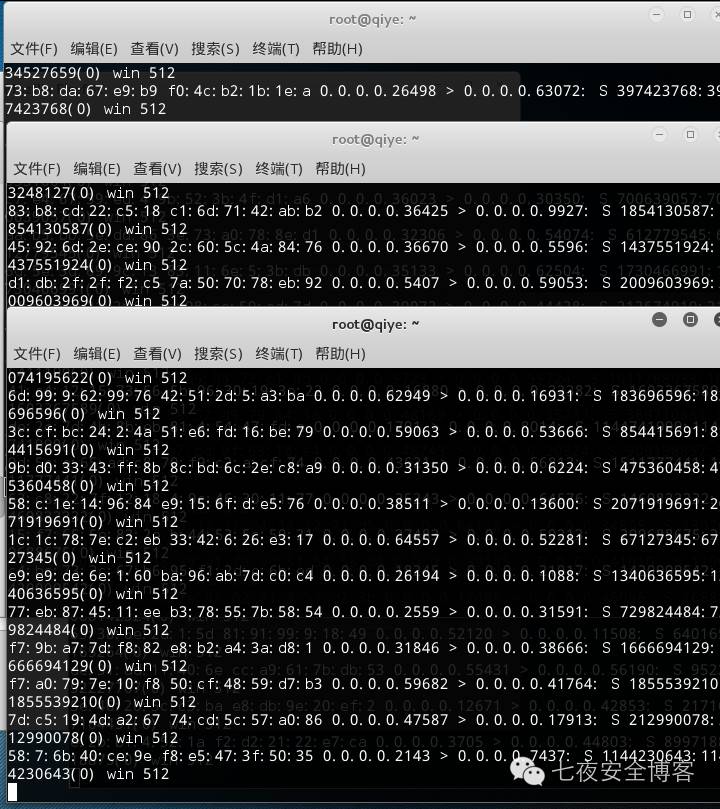 root@qiye: ~
文件(F) 编辑(E) 查看(V) 搜索(S) 终端(T) 帮助(H)
34527659(0) win 512
73:b8:da:67:e9:b9 f0:4c:b2:1b:1e:a 0.0.0.0.26498 > 0.0.0.0.63072: S 397423768:39
7423768(0) win 512
root@qiye: ~
文件(F) 编辑(E) 查看(V) 搜索(S) 终端(T) 帮助(H)
3248127(0) win 512
83:b8:cd:22:c5:18 c1:6d:71:42:ab:b2 0.0.0.0.36425 > 0.0.0.0.9927: S 1854130587:
854130587(0) win 512
45:92:6d:2e:ce:90 2c:60:5c:4a:84:76 0.0.0.0.36670 > 0.0.0.0.5596: S 1437551924:
437551924(0) win 512
d1:db:2f:2f:f2:c5 7a:50:70:78:eb:92 0.0.0.0.5407 > 0.0.0.0.59053: S 2009603969:
009603969(0) win 512
root@qiye: ~
文件(F) 编辑(E) 查看(V) 搜索(S) 终端(T) 帮助(H)
074195622(0) win 512
6d:99:9:62:99:76 42:51:2d:5:a3:ba 0.0.0.0.62949 > 0.0.0.0.16931: S 183696596:18
696596(0) win 512
3c:cf:bc:24:2:4a 51:e6:fd:16:be:79 0.0.0.0.59063 > 0.0.0.0.53666: S 854415691:8
4415691(0) win 512
9b:d0:33:43:ff:8b 8c:bd:6c:2e:c8:a9 0.0.0.0.31350 > 0.0.0.0.6224: S 475360458:4
5360458(0) win 512
58:c:1e:14:96:84 e9:15:6f:d:e5:76 0.0.0.0.38511 > 0.0.0.0.13600: S 2071919691:2
71919691(0) win 512
1c:1c:78:7e:c2:eb 33:42:6:26:e3:17 0.0.0.0.64557 > 0.0.0.0.52281: S 67127345:67
27345(0) win 512
e9:e9:de:6e:1:60 ba:96:ab:7d:c0:c4 0.0.0.0.26194 > 0.0.0.0.1088: S 1340636595:1
40636595(0) win 512
77:eb:87:45:11:ee b3:78:55:7b:58:54 0.0.0.0.2559 > 0.0.0.0.31591: S 729824484:7
9824484(0) win 512
f7:9b:a7:7d:f8:82 e8:b2:a4:3a:d8:1 0.0.0.0.31846 > 0.0.0.0.38666: S 1666694129:
666694129(0) win 512
f7:a0:79:7e:10:f8 50:cf:48:59:d7:b3 0.0.0.0.59682 > 0.0.0.0.41764: S 1855539210:
1855539210(0) win 512
7d:c5:19:4d:a2:67 74:cd:5c:57:a0:86 0.0.0.0.47587 > 0.0.0.0.17913: S 212990078:
12990078(0) win 512
58:7:6b:40:ce:9e f8:e5:47:3f:50:35 0.0.0.0.2143 > 0.0.0.0.7437: S 1144230643:11
4230643(0) win 512
七夜安全博客